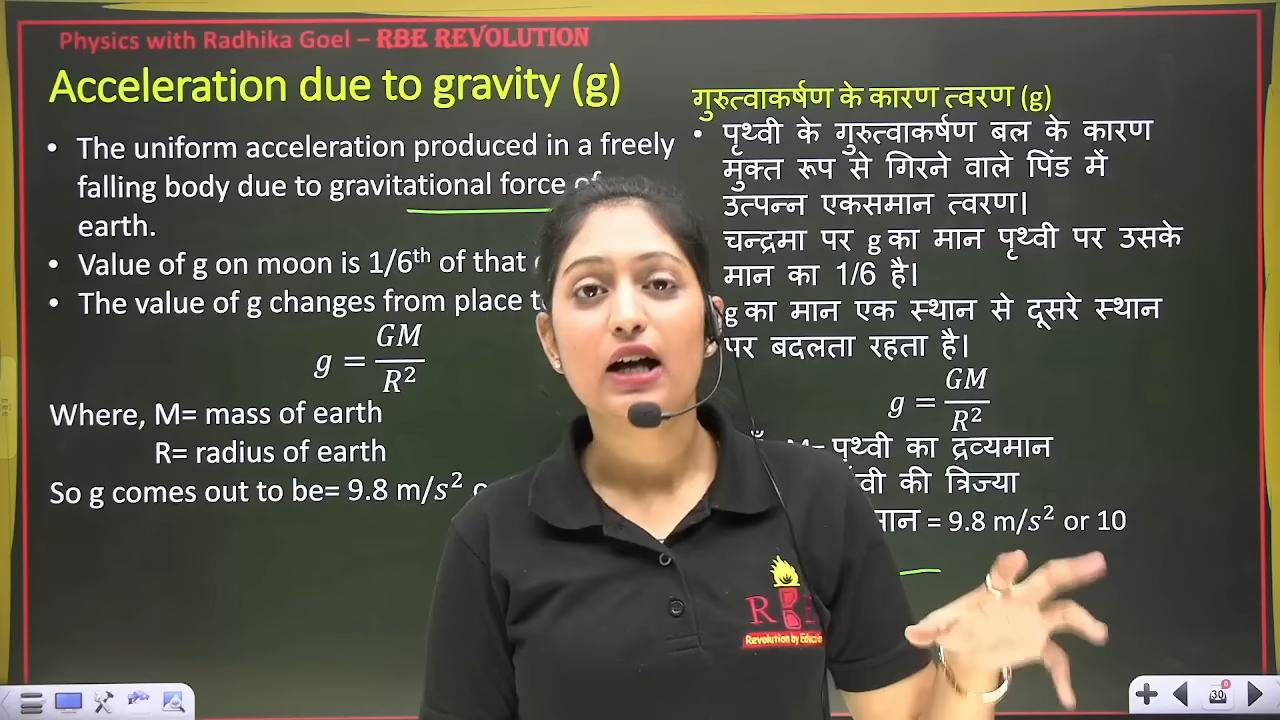 Physics with Radhika Goel – RBE REVOLUTION
Acceleration due to gravity (g)
• The uniform acceleration produced in a freely
falling body due to gravitational force of
earth.
• Value of g on moon is 1/6th of that
• The value of g changes from place
g = GM/R²
Where, M= mass of earth
R= radius of earth
So g comes out to be= 9.8 m/s²
गुरुत्वाकर्षण के कारण त्वरण (g)
• पृथ्वी के गुरुत्वाकर्षण बल के कारण
मुक्त रूप से गिरने वाले पिंड में
उत्पन्न एकसमान त्वरण।
चन्द्रमा पर g का मान पृथ्वी पर उसके
मान का 1/6 है।
g का मान एक स्थान से दूसरे स्थान
पर बदलता रहता है।
g = GM/R²
M= पृथ्वी का द्रव्यमान
की त्रिज्या
मान = 9.8 m/s² or 10
RBE
Revolution by Education
30